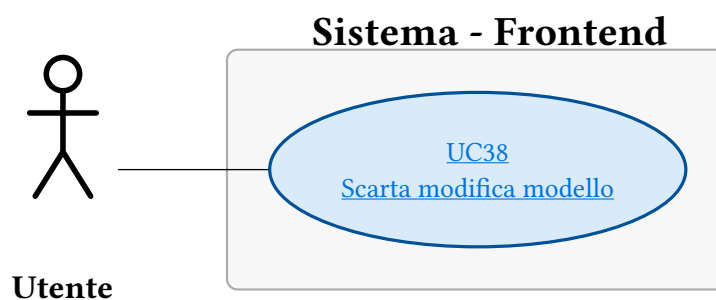 Sistema - Frontend
UC38
Scarta modifica modello
Utente